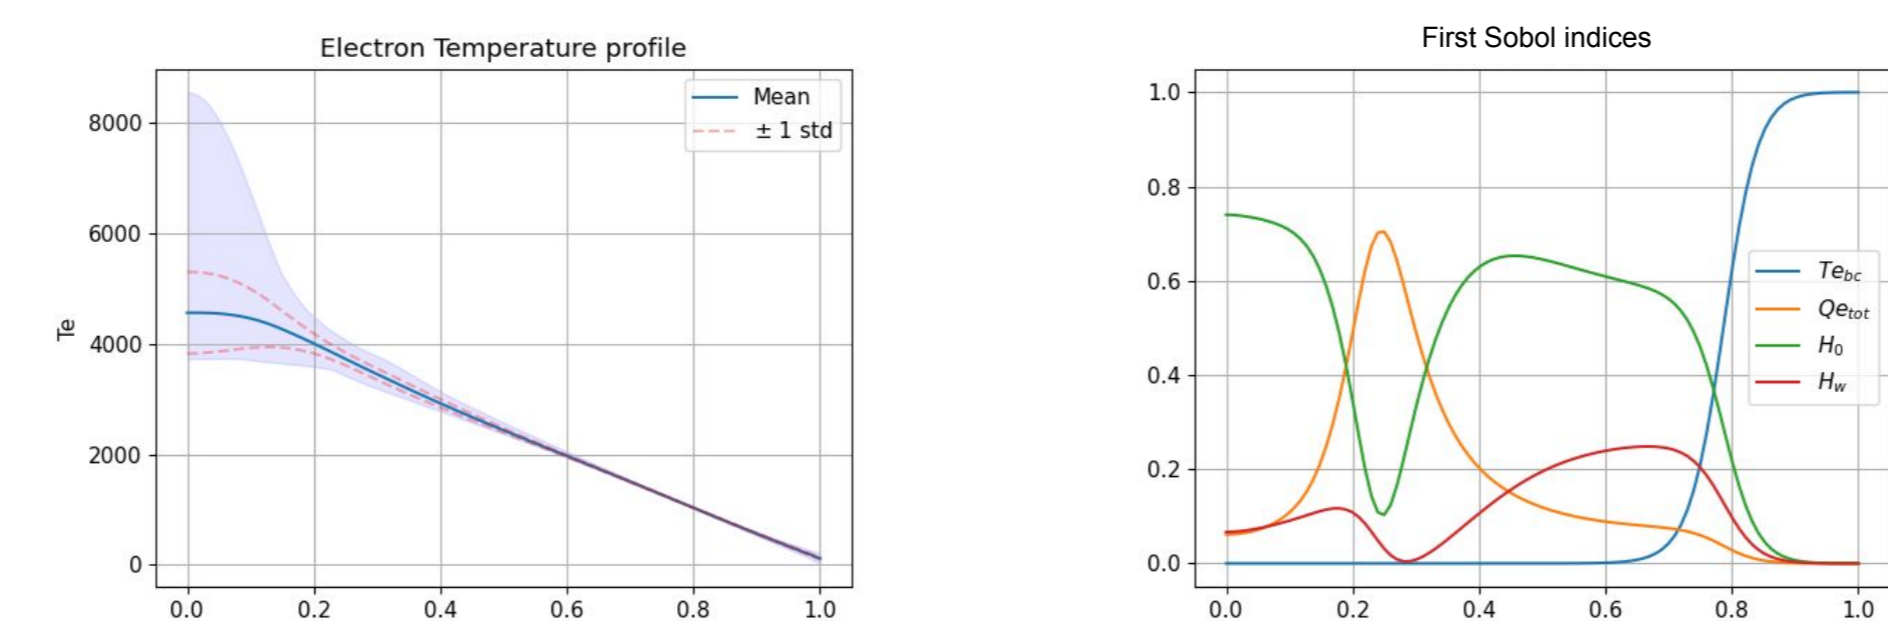 Electron Temperature profile
Mean
± 1 std
8000
6000
4000
2000
0
Te
0.0 0.2 0.4 0.6 0.8 1.0
First Sobol indices
1.0
0.8
0.6
0.4
0.2
0.0
Te_bc
Qe_tot
H_0
H_w
0.0 0.2 0.4 0.6 0.8 1.0